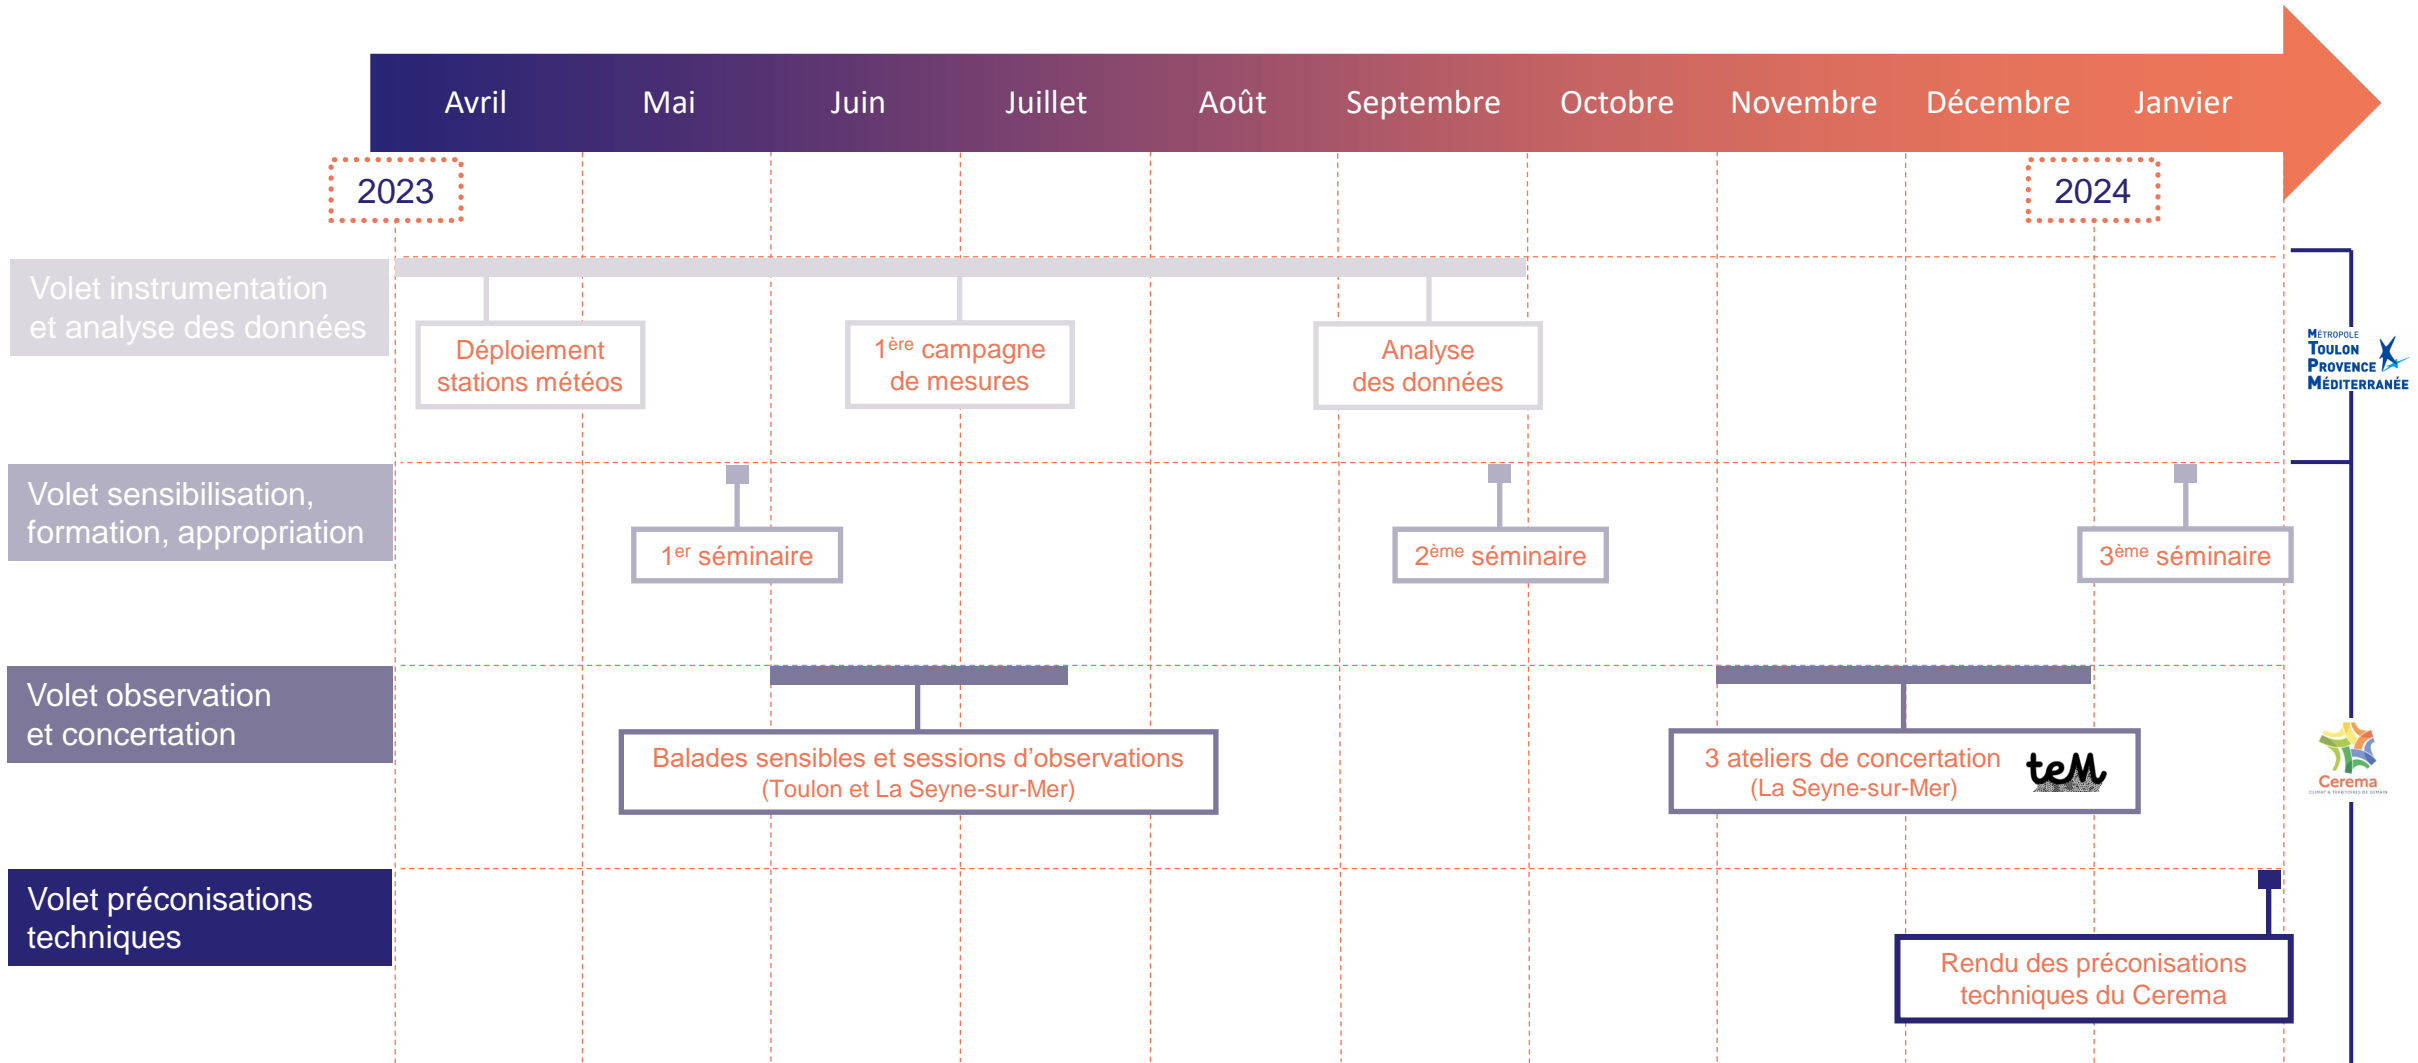 Avril Mai Juin Juillet Août Septembre Octobre Novembre Décembre Janvier
2023
2024
Volet instrumentation
et analyse des données
Déploiement
stations météos
1ère campagne
de mesures
Analyse
des données
MÉTROPOLE
TOULON
PROVENCE
MÉDITERRANÉE
Volet sensibilisation,
formation, appropriation
1er séminaire
2ème séminaire
3ème séminaire
Volet observation
et concertation
Balades sensibles et sessions d’observations
(Toulon et La Seyne-sur-Mer)
3 ateliers de concertation
(La Seyne-sur-Mer)
teM
Cerema
CLIMAT & TERRITOIRES DE DEMAIN
Volet préconisations
techniques
Rendu des préconisations
techniques du Cerema